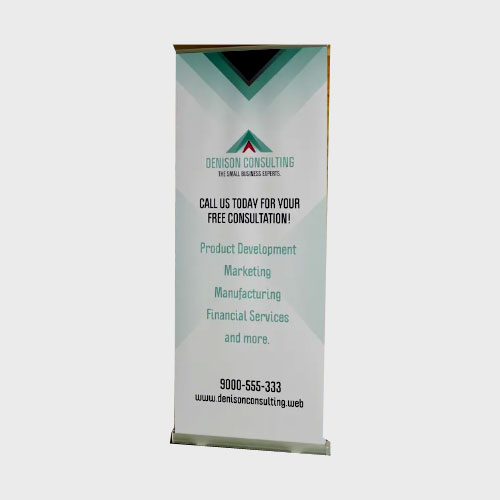 DENISON CONSULTING
THE SMALL BUSINESS EXPERTS.
CALL US TODAY FOR YOUR
FREE CONSULTATION!
Product Development
Marketing
Manufacturing
Financial Services
and more.
9000-555-333
www.denisonconsulting.web